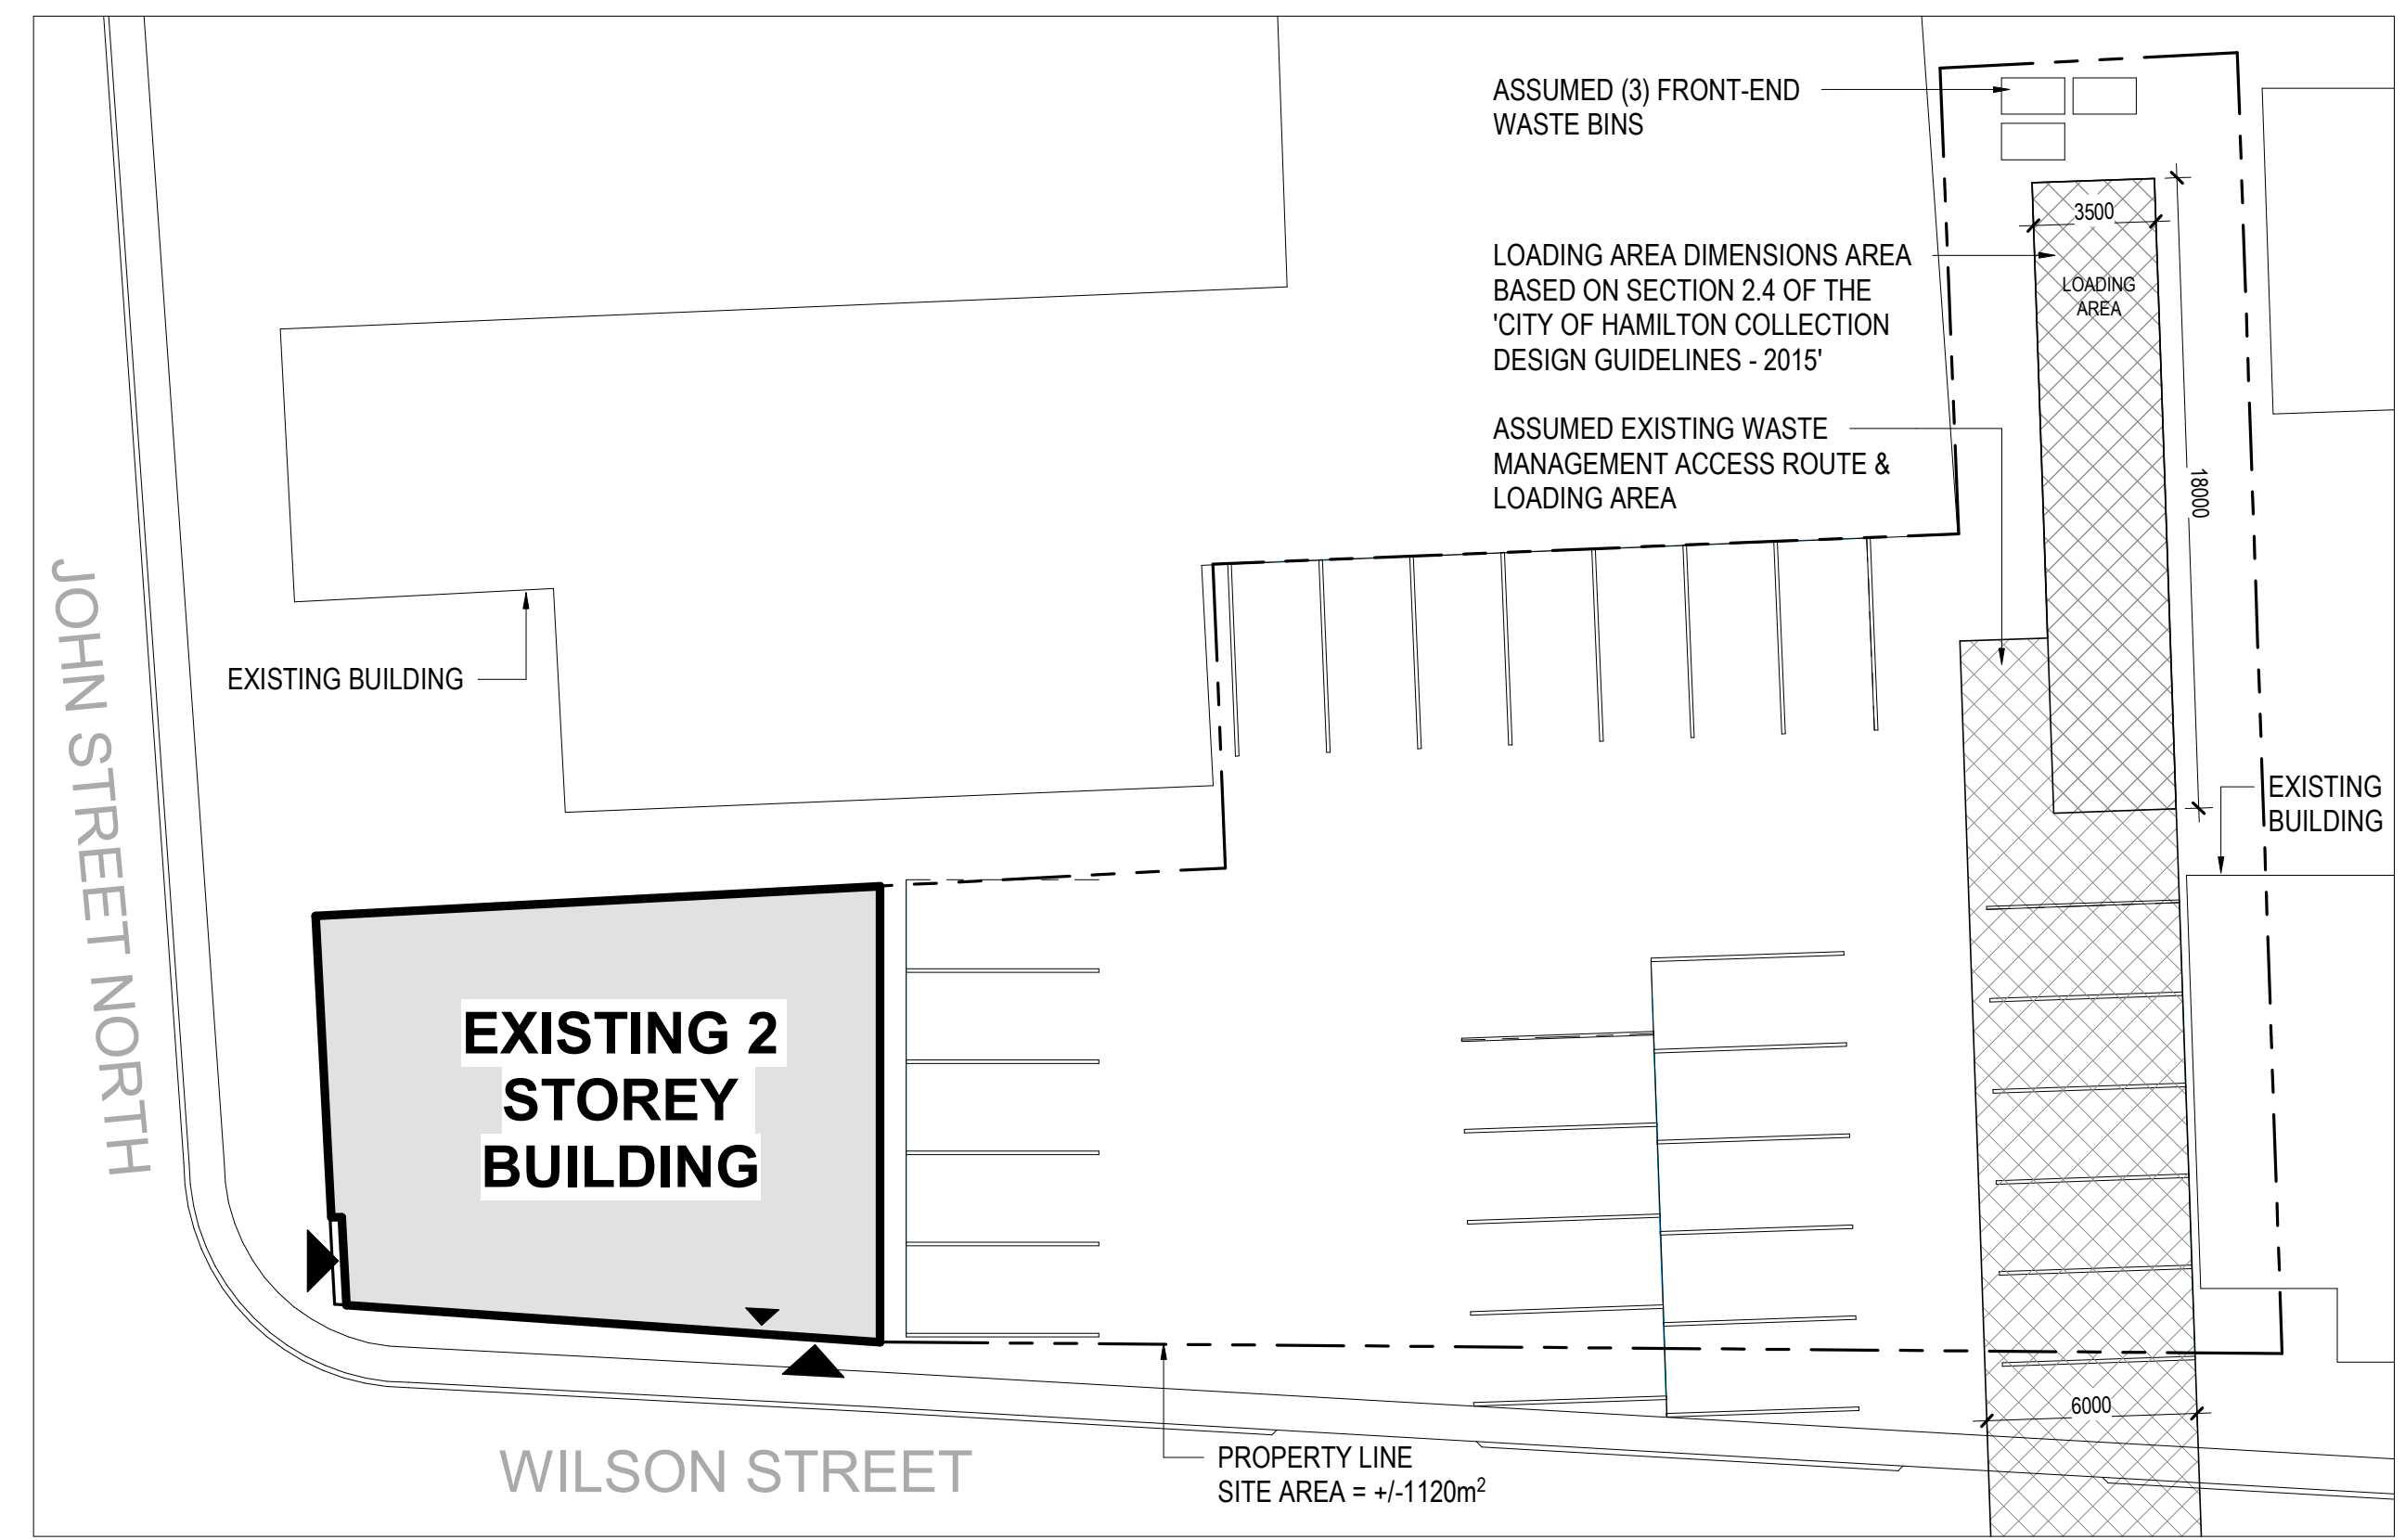 ASSUMED (3) FRONT-END
WASTE BINS
3500
LOADING AREA DIMENSIONS AREA
BASED ON SECTION 2.4 OF THE
'CITY OF HAMILTON COLLECTION
DESIGN GUIDELINES - 2015'
LOADING
AREA
ASSUMED EXISTING WASTE
MANAGEMENT ACCESS ROUTE &
LOADING AREA
18000
JOHN STREET NORTH
EXISTING BUILDING
EXISTING
BUILDING
EXISTING 2
STOREY
BUILDING
6000
WILSON STREET
PROPERTY LINE
SITE AREA = +/-1120m²